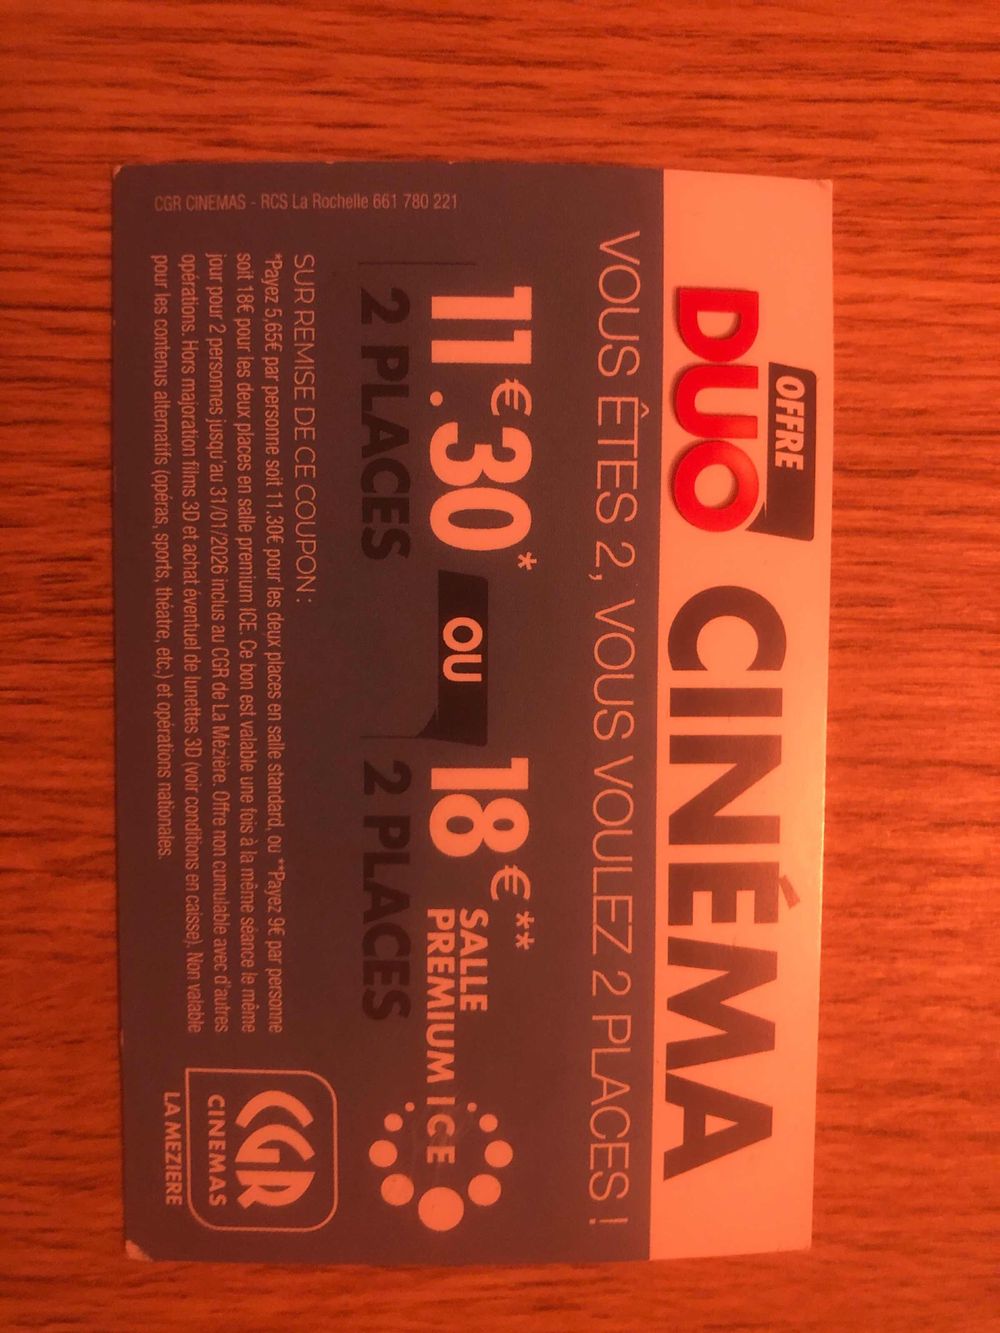 OFFRE
DUO CINÉMA
VOUS ÊTES 2, VOUS VOULEZ 2 PLACES !
11€.30* OU 18€** SALLE
PREMIUM ICE
2 PLACES 2 PLACES
SUR REMISE DE CE COUPON :
*Payez 5,65€ par personne soit 11.30€ pour les deux places en salle standard, ou **Payez 9€ par personne
soit 18€ pour les deux places en salle premium ICE. Ce bon est valable une fois à la même séance le même
jour pour 2 personnes jusqu'au 31/01/2026 inclus au CGR de La Mézière. Offre non cumulable avec d'autres
opérations. Hors majoration films 3D et achat éventuel de lunettes 3D (voir conditions en caisse). Non valable
pour les contenus alternatifs (opéras, sports, théatre, etc.) et opérations nationales.
CGR
CINEMAS
LA MEZIERE
CGR CINEMAS - RCS La Rochelle 661 780 221